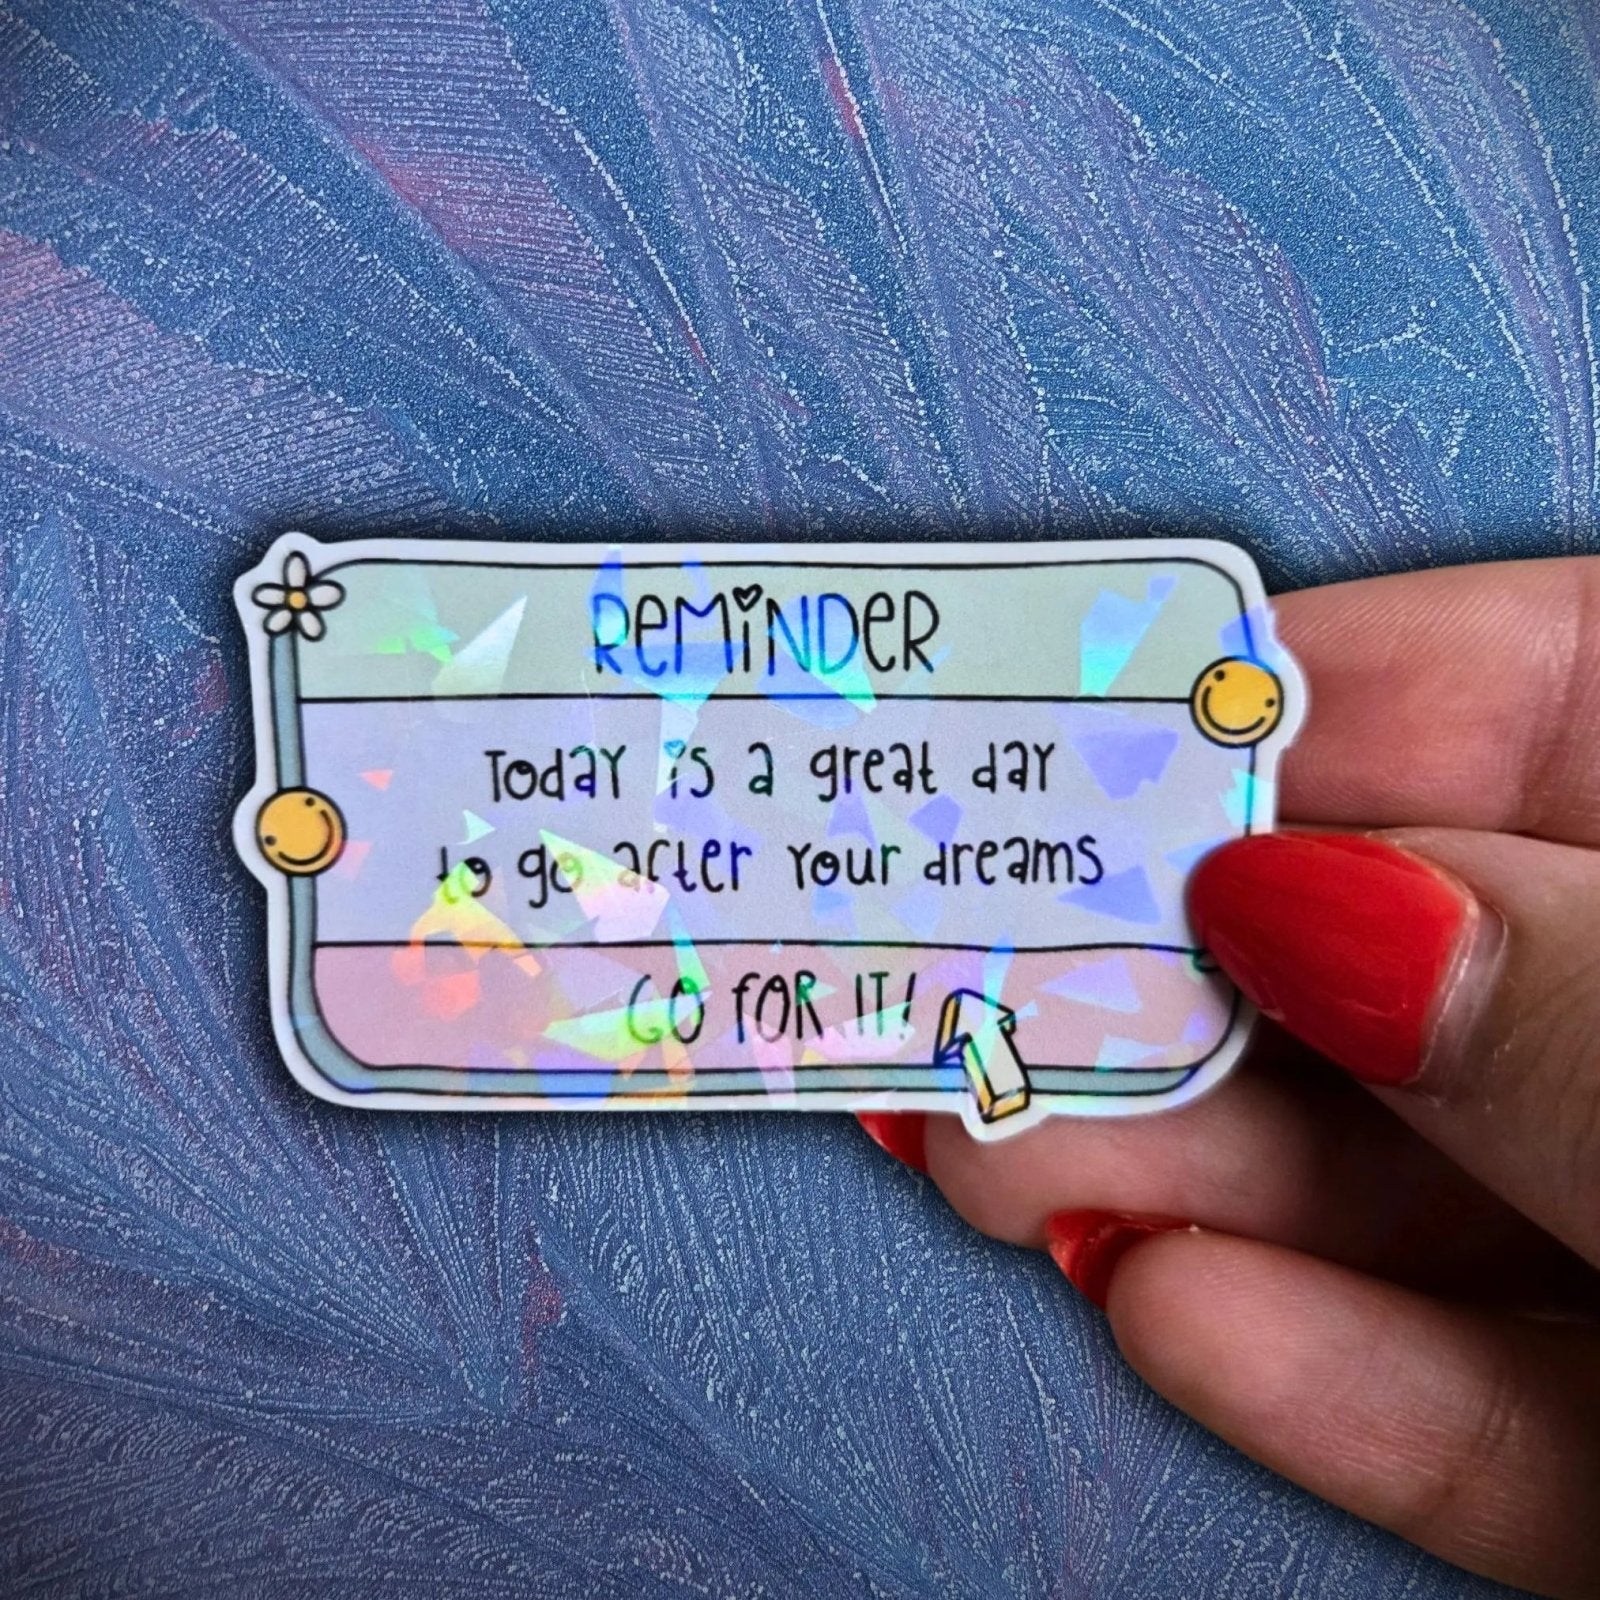 REMINDER
Today is a great day
to go after your dreams
GO FOR IT!